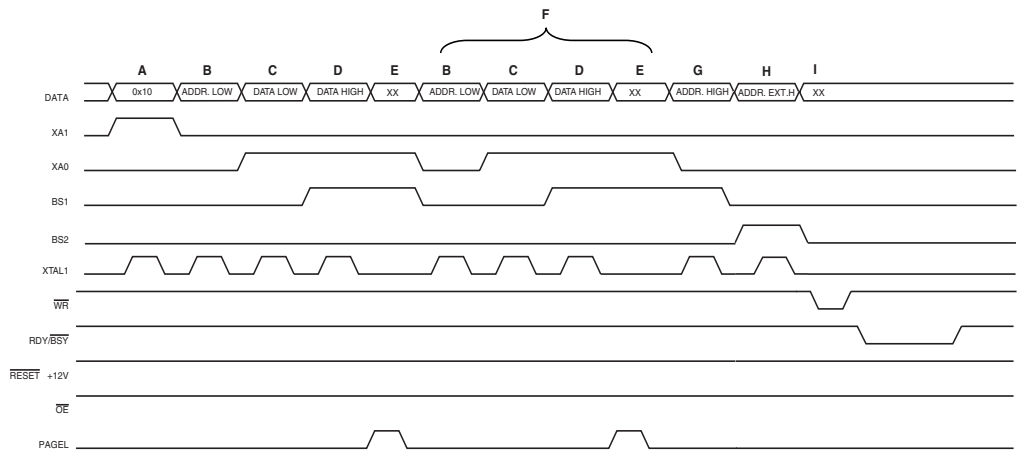 F
A B C D E B C D E G H I
DATA 0x10 ADDR. LOW DATA LOW DATA HIGH XX ADDR. LOW DATA LOW DATA HIGH XX ADDR. HIGH ADDR. EXT.H XX
XA1
XA0
BS1
BS2
XTAL1
WR
RDY/BSY
RESET +12V
OE
PAGEL